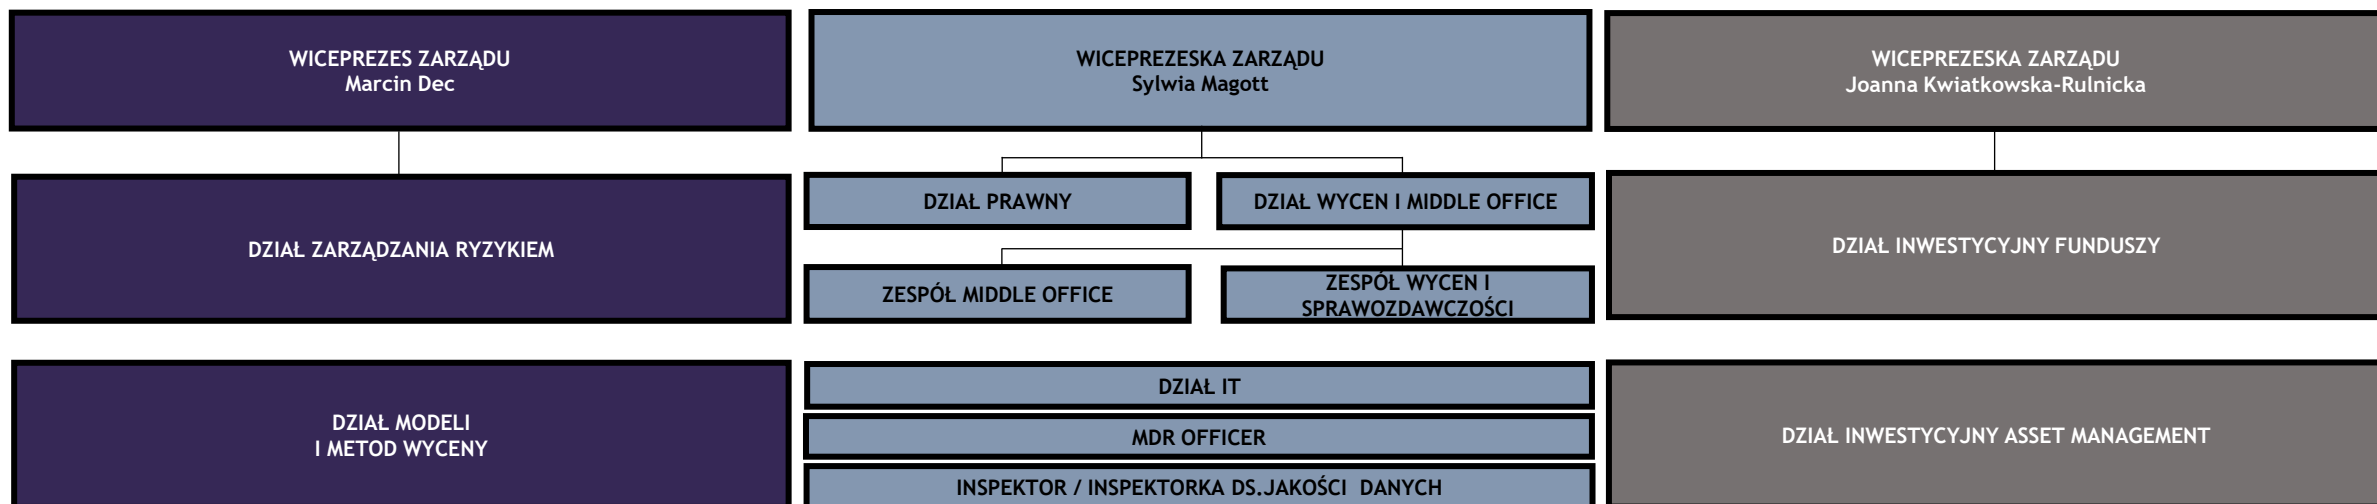 WICEPREZES ZARZĄDU
Marcin Dec
WICEPREZESKA ZARZĄDU
Sylwia Magott
WICEPREZESKA ZARZĄDU
Joanna Kwiatkowska-Rulnicka
DZIAŁ ZARZĄDZANIA RYZYKIEM
DZIAŁ PRAWNY
DZIAŁ WYCEN I MIDDLE OFFICE
ZESPÓŁ MIDDLE OFFICE
ZESPÓŁ WYCEN I
SPRAWOZDAWCZOŚCI
DZIAŁ INWESTYCYJNY FUNDUSZY
DZIAŁ MODELI
I METOD WYCENY
DZIAŁ IT
MDR OFFICER
INSPEKTOR / INSPEKTORKA DS.JAKOŚCI  DANYCH
DZIAŁ INWESTYCYJNY ASSET MANAGEMENT